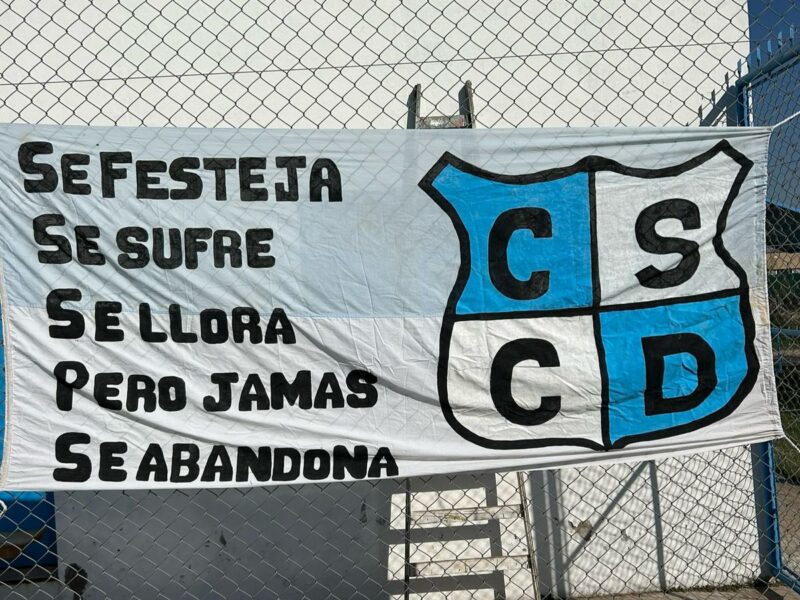 SE FESTEJA
SE SUFRE
SE LLORA
PERO JAMAS
SE ABANDONA
C S
C D